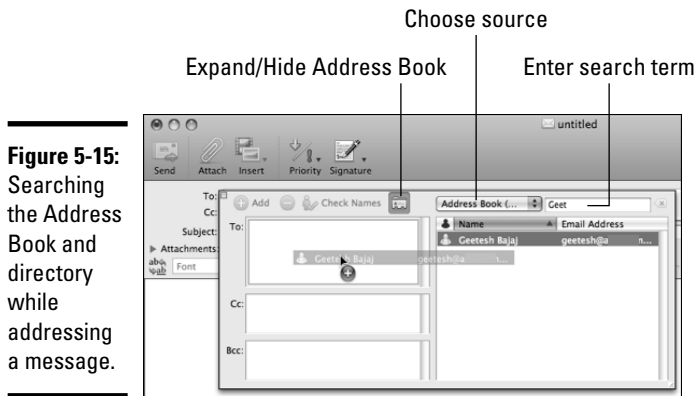 Choose source
Expand/Hide Address Book
Enter search term
Figure 5-15:
Searching
the Address
Book and
directory
while
addressing
a message.
untitled
Send Attach Insert Priority Signature
To:
Cc:
Subject:
Attachments:
Font
Add Check Names Address Book (... Geet
To:
Name Email Address
Geetesh Bajaj geetesh@a n...
Geetesh Bajaj geetesh@a
Cc:
Bcc: